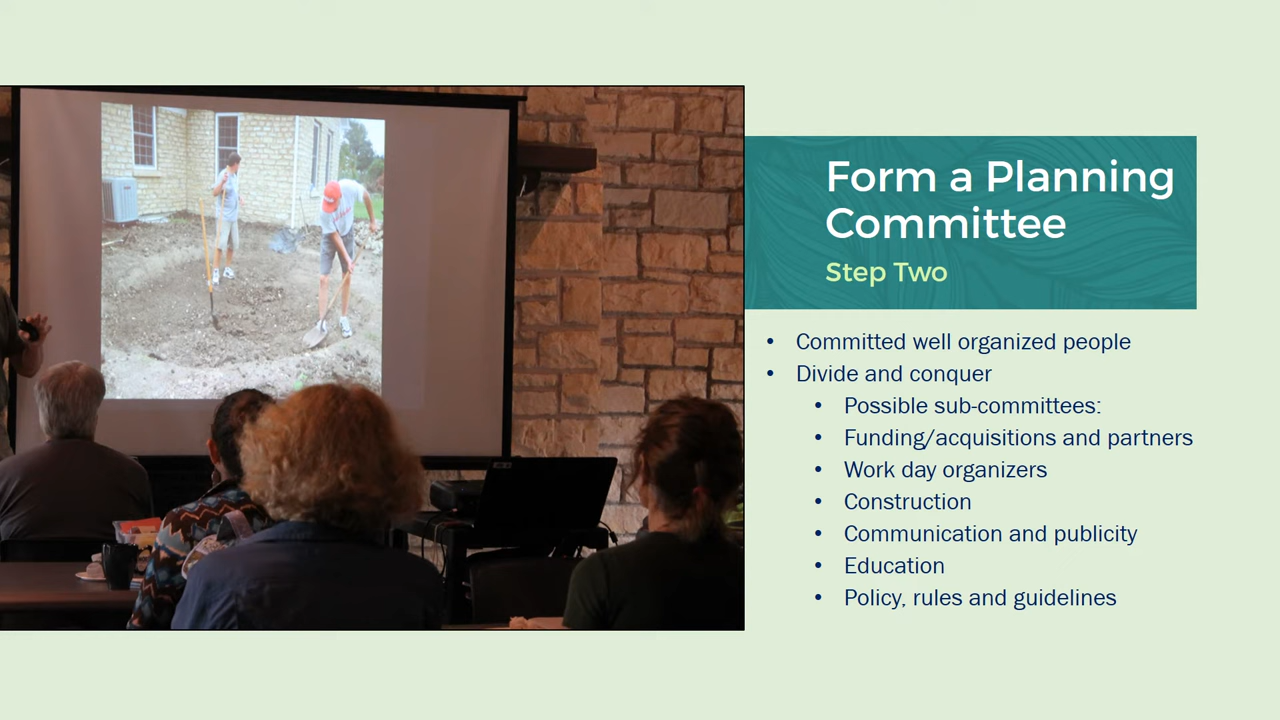 Form a Planning
Committee
Step Two
• Committed well organized people
• Divide and conquer
• Possible sub-committees:
• Funding/acquisitions and partners
• Work day organizers
• Construction
• Communication and publicity
• Education
• Policy, rules and guidelines